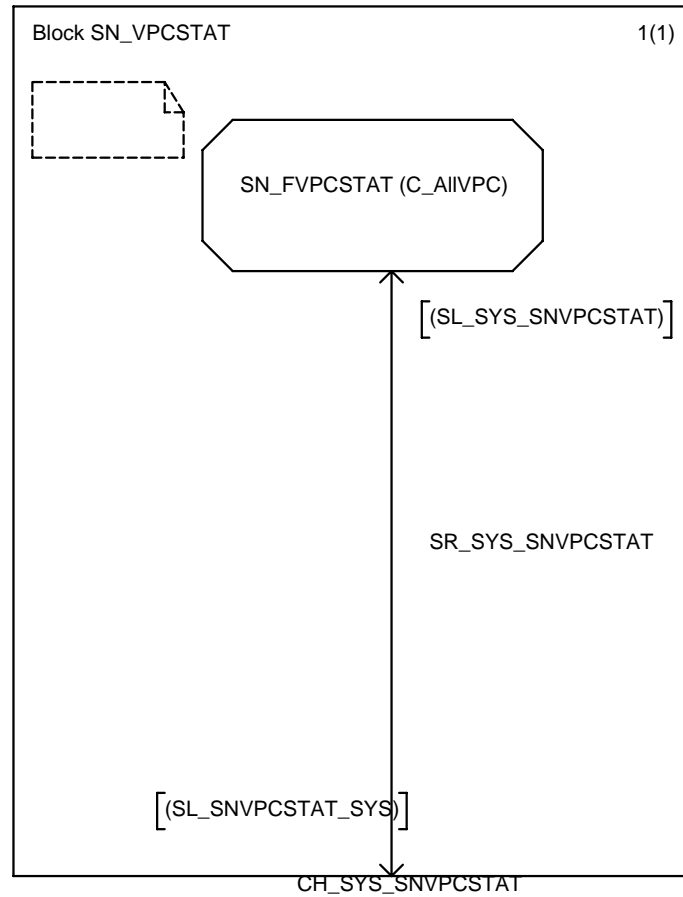 Block SN_VPCSTAT 1(1)
SN_FVPCSTAT (C_AllVPC)
(SL_SYS_SNVPCSTAT)
SR_SYS_SNVPCSTAT
(SL_SNVPCSTAT_SYS)
CH_SYS_SNVPCSTAT